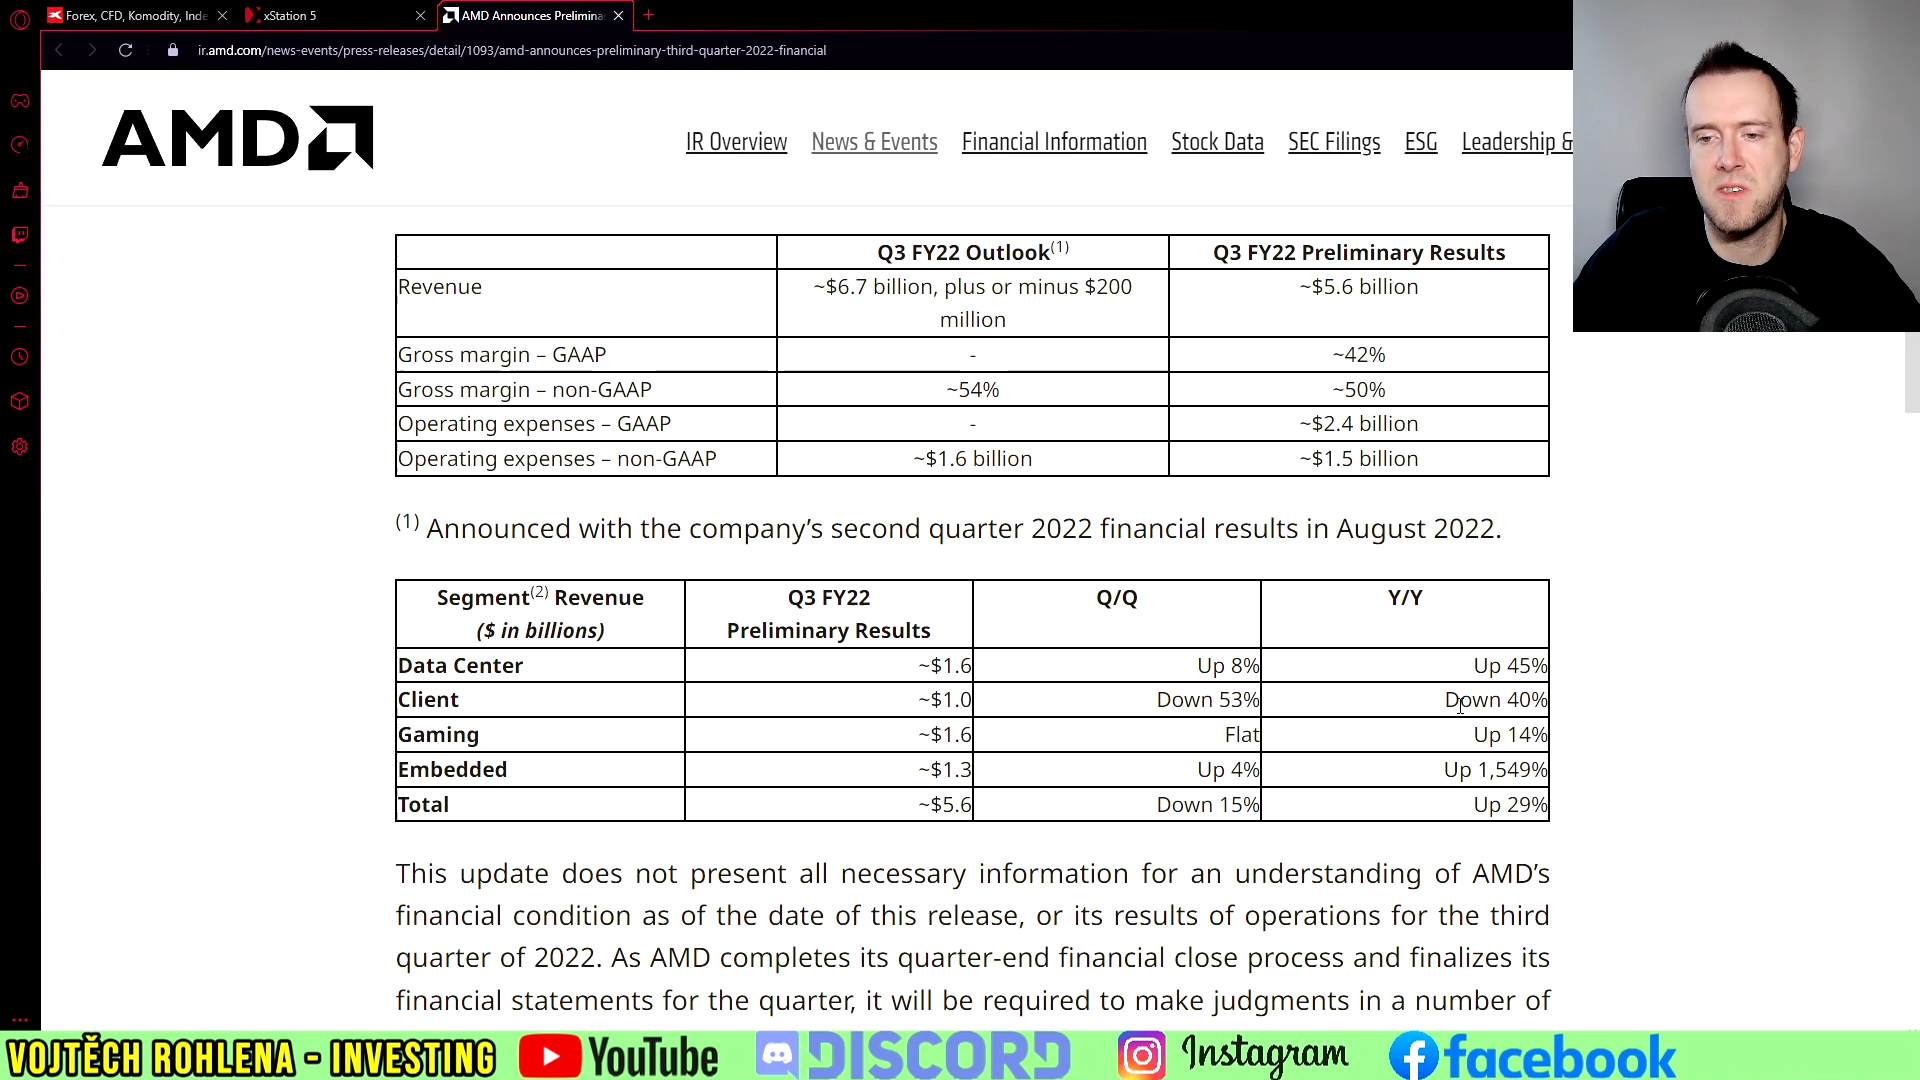 Forex, CFD, Komodity, Inde
xStation 5
AMD Announces Prelimina
ir.amd.com/news-events/press-releases/detail/1093/amd-announces-preliminary-third-quarter-2022-financial
AMD
IR Overview News & Events Financial Information Stock Data SEC Filings ESG Leadership &
Q3 FY22 Outlook(1) Q3 FY22 Preliminary Results
Revenue ~$6.7 billion, plus or minus $200 ~$5.6 billion
million
Gross margin – GAAP - ~42%
Gross margin – non-GAAP ~54% ~50%
Operating expenses – GAAP - ~$2.4 billion
Operating expenses – non-GAAP ~$1.6 billion ~$1.5 billion
(1) Announced with the company’s second quarter 2022 financial results in August 2022.
Segment(2) Revenue Q3 FY22 Q/Q Y/Y
($ in billions) Preliminary Results
Data Center ~$1.6 Up 8% Up 45%
Client ~$1.0 Down 53% Down 40%
Gaming ~$1.6 Flat Up 14%
Embedded ~$1.3 Up 4% Up 1,549%
Total ~$5.6 Down 15% Up 29%
This update does not present all necessary information for an understanding of AMD’s
financial condition as of the date of this release, or its results of operations for the third
quarter of 2022. As AMD completes its quarter-end financial close process and finalizes its
financial statements for the quarter, it will be required to make judgments in a number of
VOJTĚCH ROHLENA - INVESTING YouTube DISCORD Instagram facebook